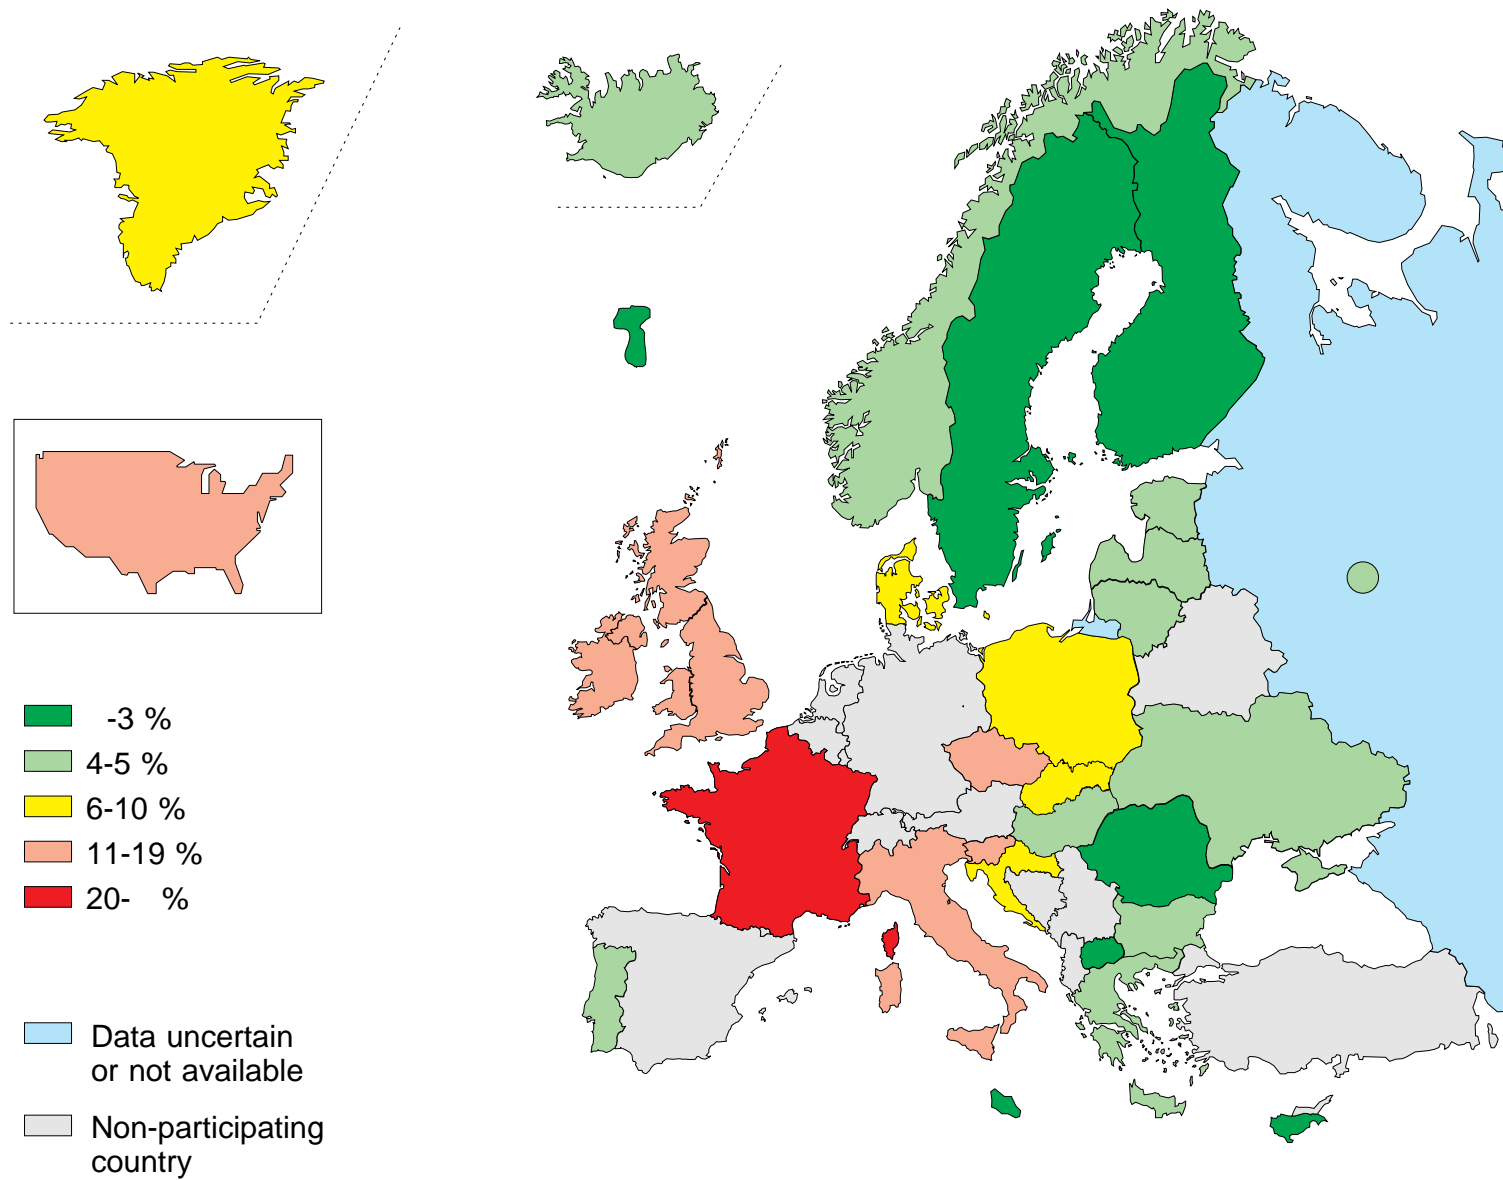 -3 %
4-5 %
6-10 %
11-19 %
20- %
Data uncertain
or not available
Non-participating
country